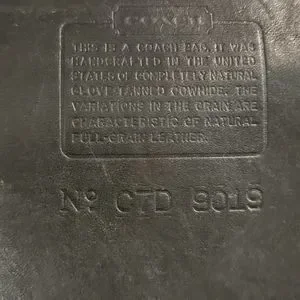 COACH
THIS IS A COACH BAG. IT WAS
HANDCRAFTED IN THE UNITED
STATES OF COMPLETELY NATURAL
GLOVE TANNED COWHIDE. THE
VARIATIONS IN THE GRAIN ARE
CHARACTERISTIC OF NATURAL
FULL-GRAIN LEATHER.
Nº C7D 9019